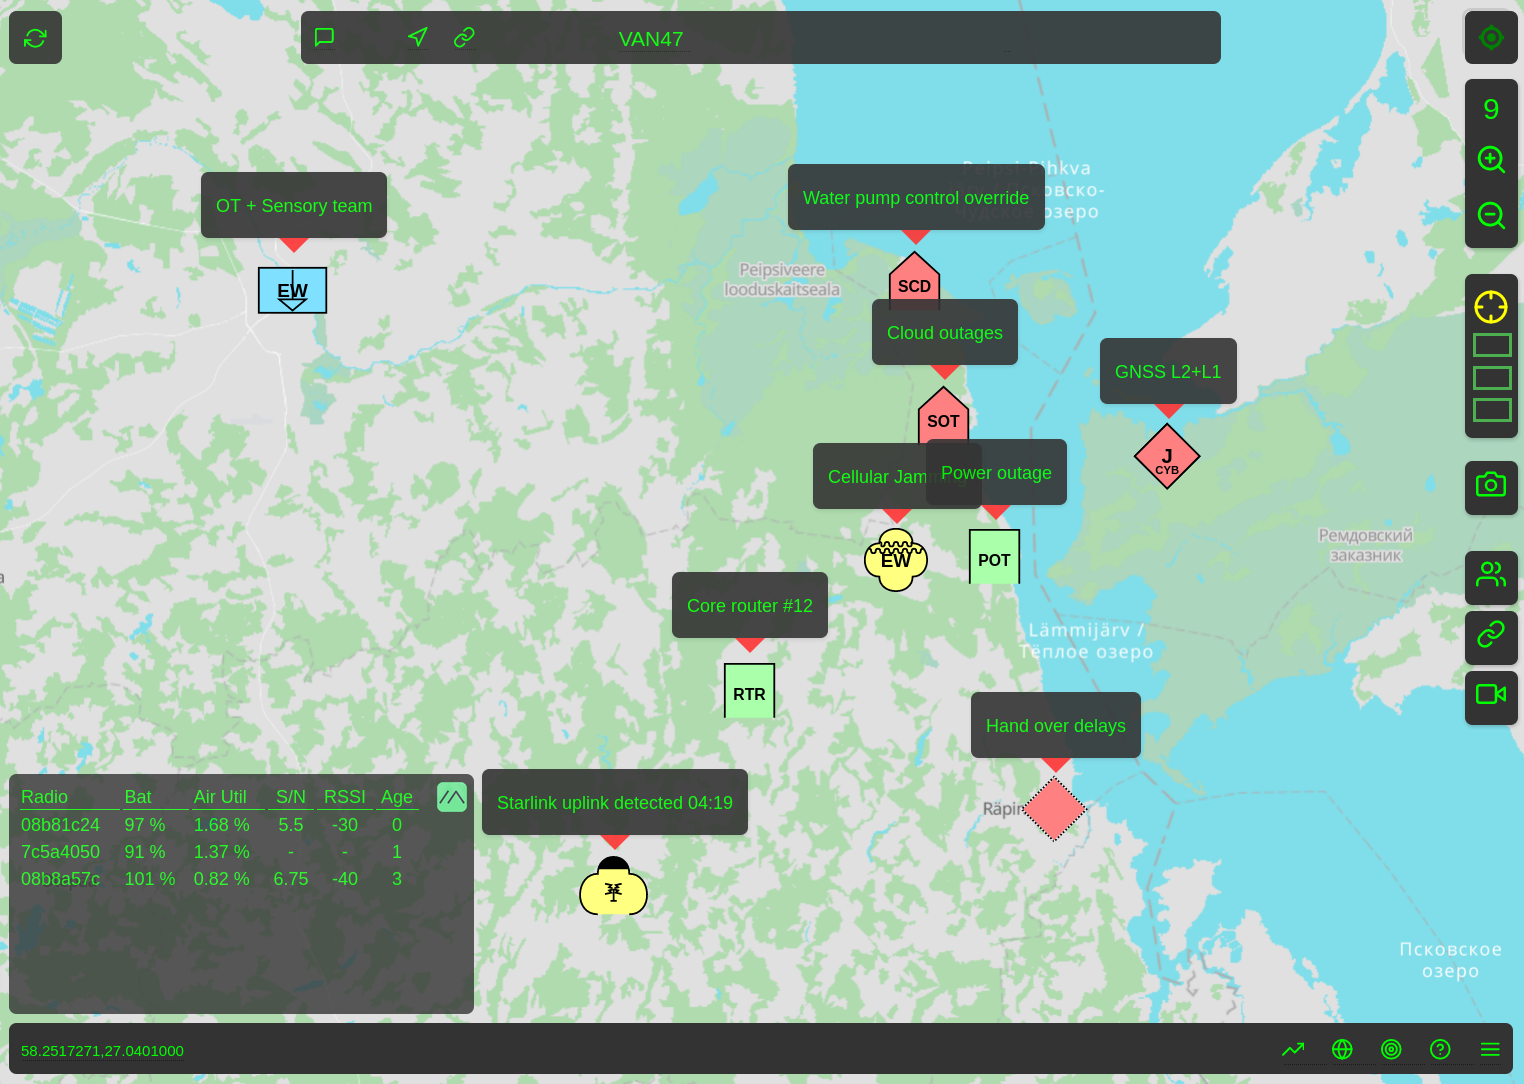 VAN47
9
Peipsi-Pihkva
озеро
OT + Sensory team
EW
Water pump control override
Peipsiveere
looduskaitseala
SCD
Cloud outages
SOT
GNSS L2+L1
J
CYB
Cellular Jam
Power outage
EW
POT
Ремдовский
заказник
Core router #12
RTR
Lämmijärv /
Тёплое озеро
Hand over delays
Räpin
Starlink uplink detected 04:19
Radio Bat Air Util S/N RSSI Age
08b81c24 97 % 1.68 % 5.5 -30 0
7c5a4050 91 % 1.37 % - - 1
08b8a57c 101 % 0.82 % 6.75 -40 3
Псковское
озеро
58.2517271,27.0401000